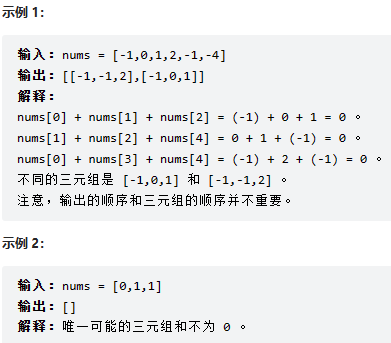 示例 1：
输入：nums = [-1,0,1,2,-1,-4]
输出：[[-1,-1,2],[-1,0,1]]
解释：
nums[0] + nums[1] + nums[2] = (-1) + 0 + 1 = 0 。
nums[1] + nums[2] + nums[4] = 0 + 1 + (-1) = 0 。
nums[0] + nums[3] + nums[4] = (-1) + 2 + (-1) = 0 。
不同的三元组是 [-1,0,1] 和 [-1,-1,2] 。
注意，输出的顺序和三元组的顺序并不重要。
示例 2：
输入：nums = [0,1,1]
输出：[]
解释：唯一可能的三元组和不为 0 。